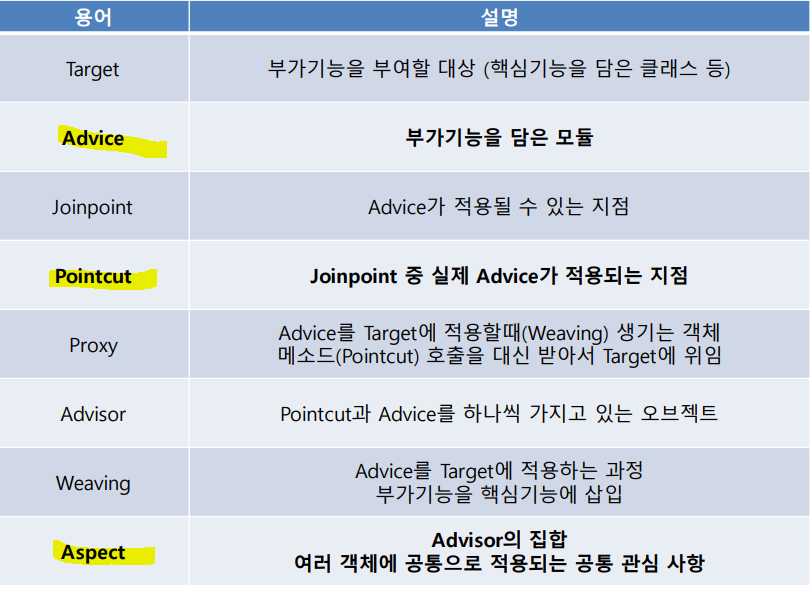 용어 설명
Target 부가기능을 부여할 대상 (핵심기능을 담은 클래스 등)
Advice 부가기능을 담은 모듈
Joinpoint Advice가 적용될 수 있는 지점
Pointcut Joinpoint 중 실제 Advice가 적용되는 지점
Proxy
Advice를 Target에 적용할때(Weaving) 생기는 객체
메소드(Pointcut) 호출을 대신 받아서 Target에 위임
Advisor Pointcut과 Advice를 하나씩 가지고 있는 오브젝트
Weaving
Advice를 Target에 적용하는 과정
부가기능을 핵심기능에 삽입
Aspect
Advisor의 집합
여러 객체에 공통으로 적용되는 공통 관심 사항